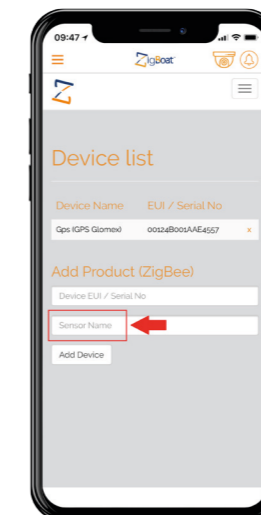 09:47
ZigBoat
Z
Device list
Device Name EUI / Serial No
Gps (GPS Glomex) 00124B001AAE4557 x
Add Product (ZigBee)
Device EUI / Serial No
Sensor Name
Add Device